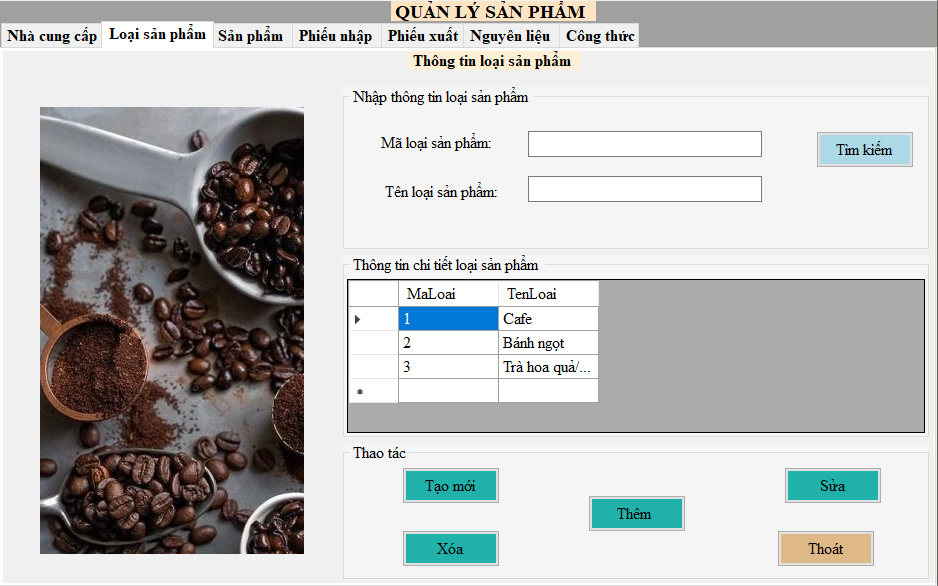 QUẢN LÝ SẢN PHẨM
Nhà cung cấp Loại sản phẩm Sản phẩm Phiếu nhập Phiếu xuất Nguyên liệu Công thức
Thông tin loại sản phẩm
Nhập thông tin loại sản phẩm
Mã loại sản phẩm:
Tìm kiếm
Tên loại sản phẩm:
Thông tin chi tiết loại sản phẩm
MaLoai TenLoai
1 Cafe
2 Bánh ngọt
3 Trà hoa quả/...
Thao tác
Tạo mới
Sửa
Thêm
Xóa
Thoát